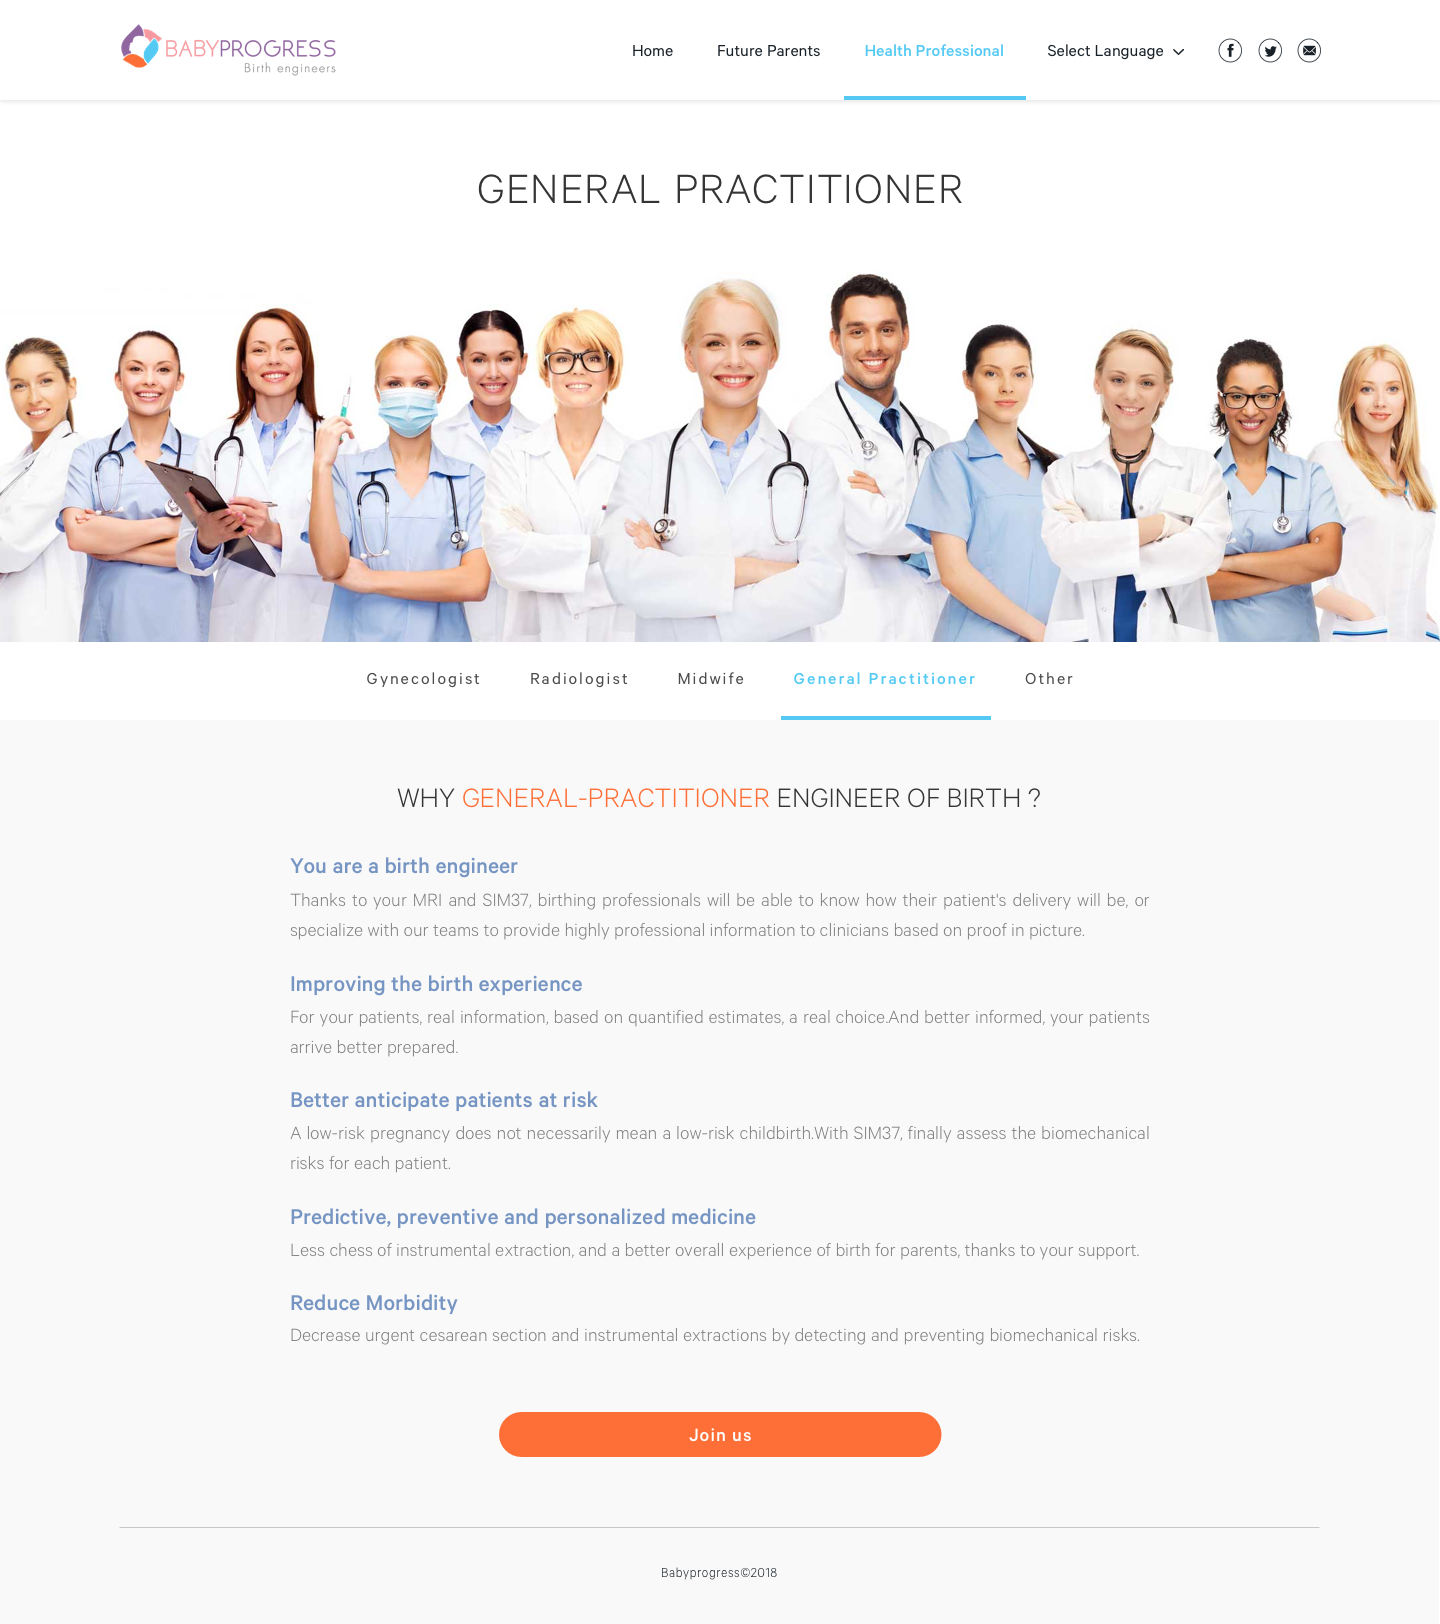 BABYPROGRESS
Birth engineers
Home Future Parents Health Professional Select Language
GENERAL PRACTITIONER
Gynecologist Radiologist Midwife General Practitioner Other
WHY GENERAL-PRACTITIONER ENGINEER OF BIRTH ?
You are a birth engineer
Thanks to your MRI and SIM37, birthing professionals will be able to know how their patient's delivery will be, or
specialize with our teams to provide highly professional information to clinicians based on proof in picture.
Improving the birth experience
For your patients, real information, based on quantified estimates, a real choice.And better informed, your patients
arrive better prepared.
Better anticipate patients at risk
A low-risk pregnancy does not necessarily mean a low-risk childbirth.With SIM37, finally assess the biomechanical
risks for each patient.
Predictive, preventive and personalized medicine
Less chess of instrumental extraction, and a better overall experience of birth for parents, thanks to your support.
Reduce Morbidity
Decrease urgent cesarean section and instrumental extractions by detecting and preventing biomechanical risks.
Join us
Babyprogress©2018